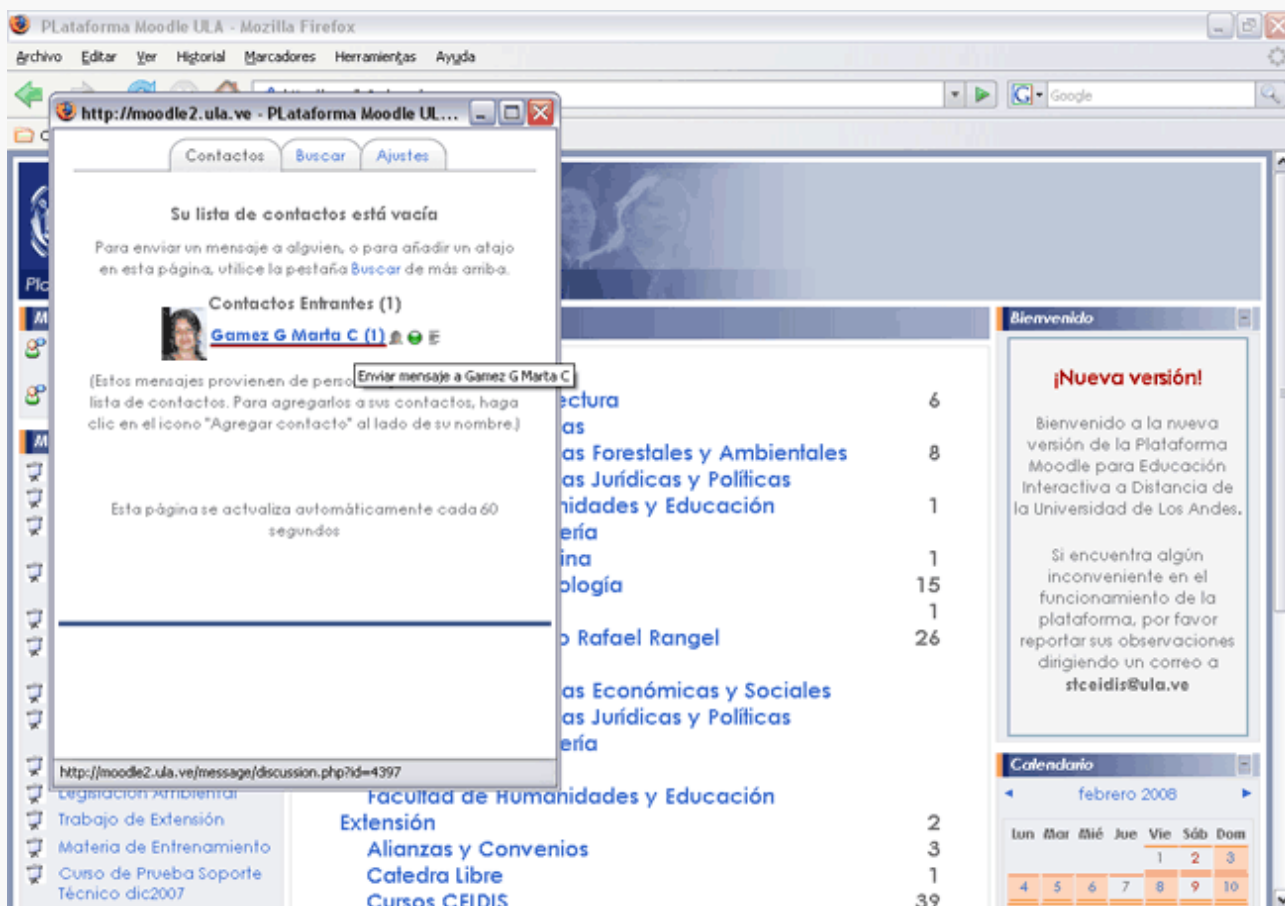 PLataforma Moodle ULA - Mozilla Firefox
Archivo Editar Ver Historial Marcadores Herramientas Ayuda
Google
http://moodle2.ula.ve - PLataforma Moodle UL...
Contactos Buscar Ajustes
Su lista de contactos está vacía
Para enviar un mensaje a alguien, o para añadir un atajo
en esta página, utilice la pestaña Buscar de más arriba.
Contactos Entrantes (1)
Gamez G Marta C (1)
Enviar mensaje a Gamez G Marta C
(Estos mensajes provienen de
lista de contactos. Para agregarlos a sus contactos, haga
clic en el icono "Agregar contacto" al lado de su nombre.)
Esta página se actualiza automáticamente cada 60
segundos
http://moodle2.ula.ve/message/discussion.php?id=4397
ectura 6
as
as Forestales y Ambientales 8
as Jurídicas y Políticas
nidades y Educación 1
ería
ina 1
ología 15
1
o Rafael Rangel 26
as Económicas y Sociales
as Jurídicas y Políticas
ería
Facultad de Humanidades y Educación
Extensión 2
Alianzas y Convenios 3
Catedra Libre 1
Cursos CEIDIS 39
Legislación Ambiental
Trabajo de Extensión
Materia de Entrenamiento
Curso de Prueba Soporte
Técnico dic2007
Bienvenido
¡Nueva versión!
Bienvenido a la nueva
versión de la Plataforma
Moodle para Educación
Interactiva a Distancia de
la Universidad de Los Andes.
Si encuentra algún
inconveniente en el
funcionamiento de la
plataforma, por favor
reportar sus observaciones
dirigiendo un correo a
stceidis@ula.ve
Calendario
febrero 2008
Lun Mar Mié Jue Vie Sáb Dom
1 2 3
4 5 6 7 8 9 10